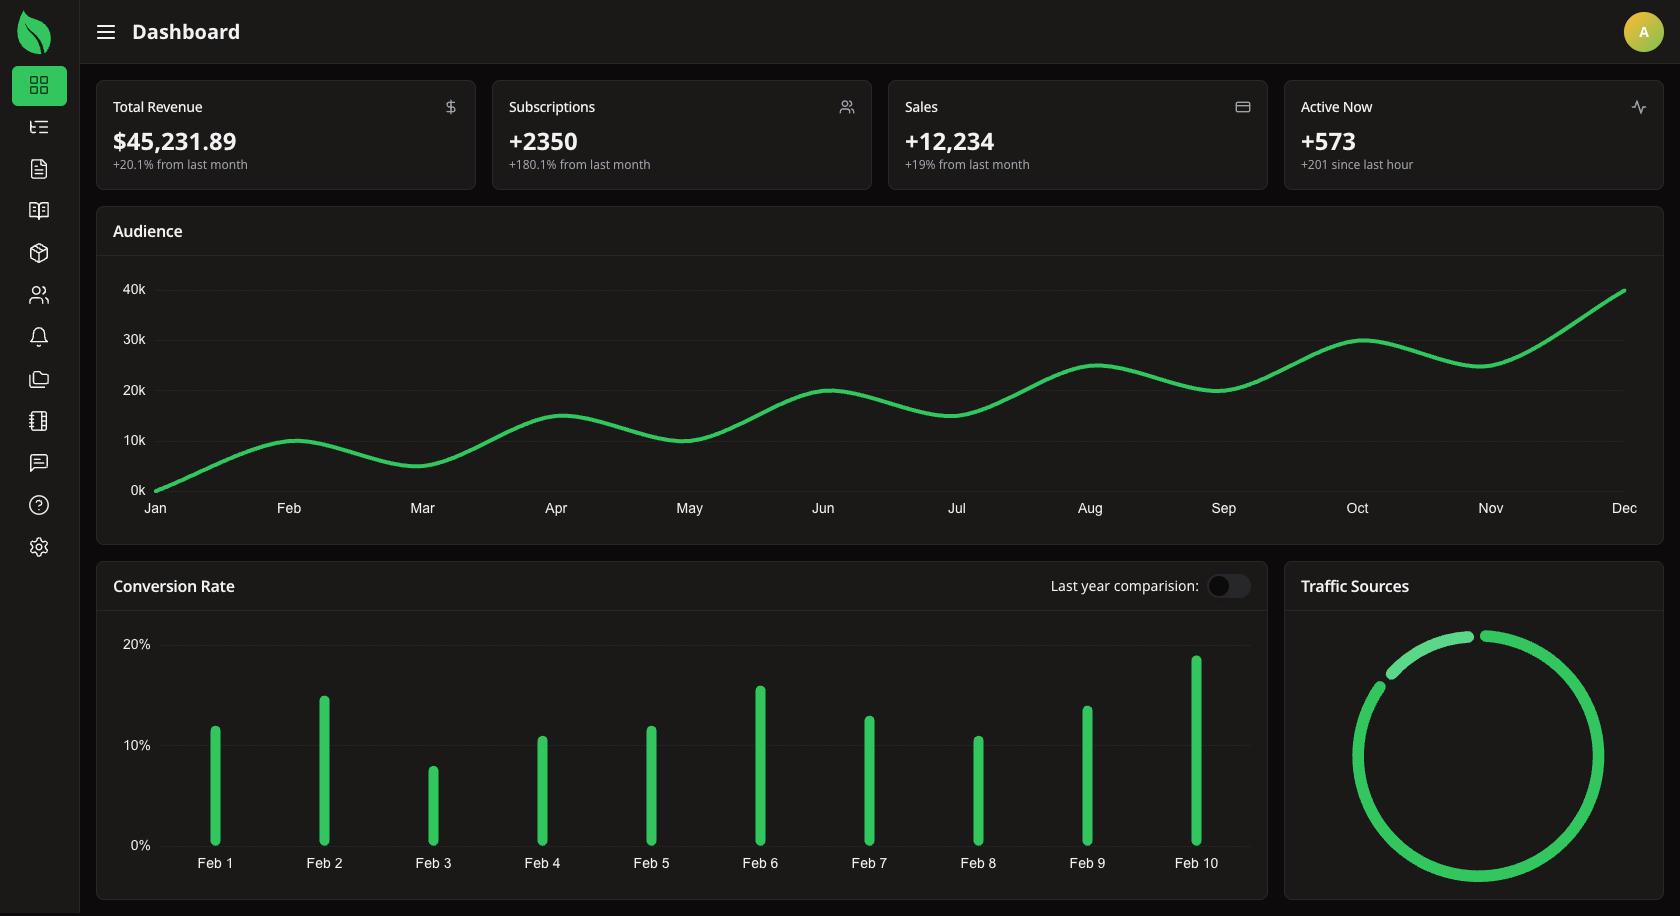 Dashboard
A
Total Revenue
$45,231.89
+20.1% from last month
Subscriptions
+2350
+180.1% from last month
Sales
+12,234
+19% from last month
Active Now
+573
+201 since last hour
Audience
40k
30k
20k
10k
0k
Jan Feb Mar Apr May Jun Jul Aug Sep Oct Nov Dec
Conversion Rate
Last year comparision:
20%
10%
0%
Feb 1 Feb 2 Feb 3 Feb 4 Feb 5 Feb 6 Feb 7 Feb 8 Feb 9 Feb 10
Traffic Sources